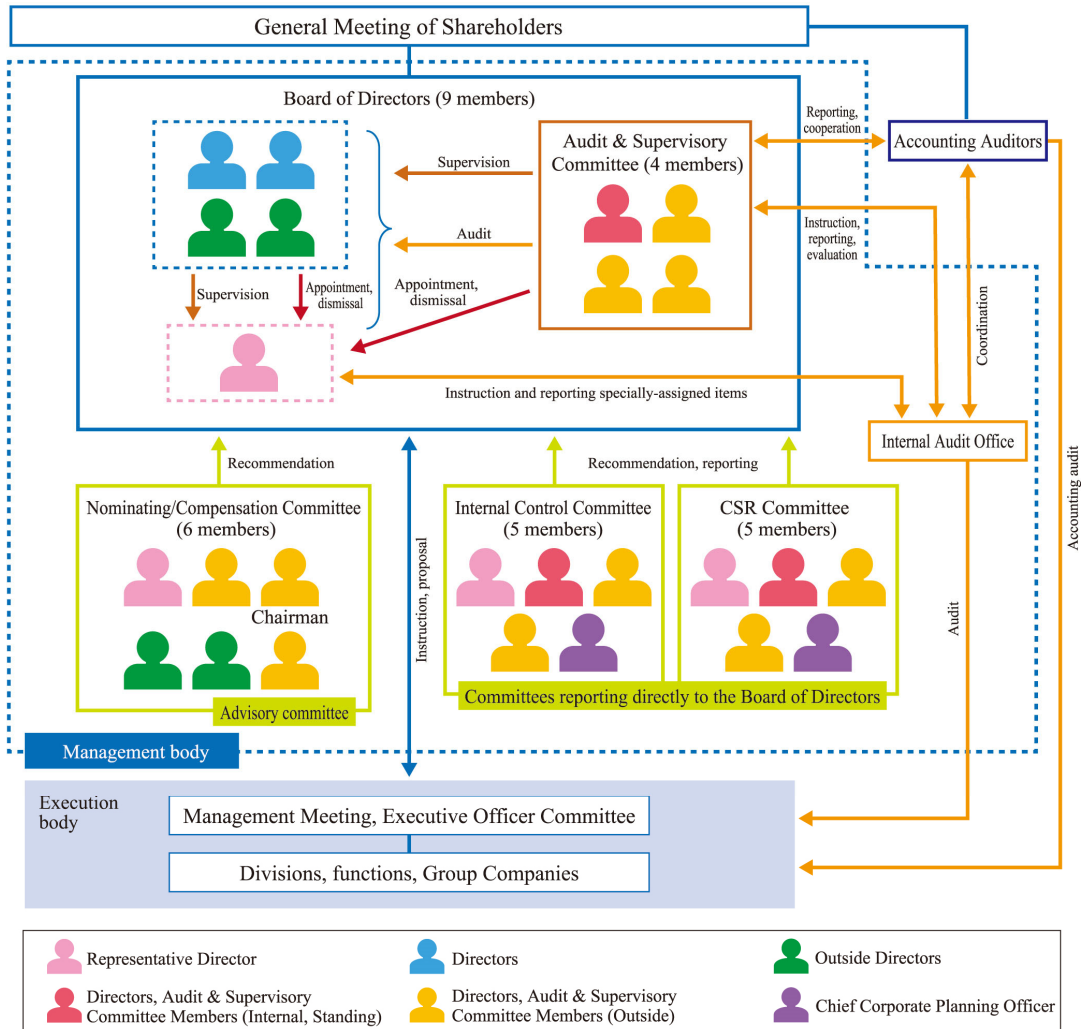 General Meeting of Shareholders
Board of Directors (9 members)
Audit & Supervisory
Committee (4 members)
Reporting,
cooperation
Accounting Auditors
Supervision
Audit
Instruction,
reporting,
evaluation
Supervision
Appointment,
dismissal
Appointment,
dismissal
Coordination
Instruction and reporting specially-assigned items
Internal Audit Office
Accounting audit
Recommendation
Recommendation, reporting
Nominating/Compensation Committee
(6 members)
Chairman
Advisory committee
Instruction, proposal
Internal Control Committee
(5 members)
CSR Committee
(5 members)
Committees reporting directly to the Board of Directors
Audit
Management body
Execution
body
Management Meeting, Executive Officer Committee
Divisions, functions, Group Companies
Representative Director
Directors
Outside Directors
Directors, Audit & Supervisory
Committee Members (Internal, Standing)
Directors, Audit & Supervisory
Committee Members (Outside)
Chief Corporate Planning Officer